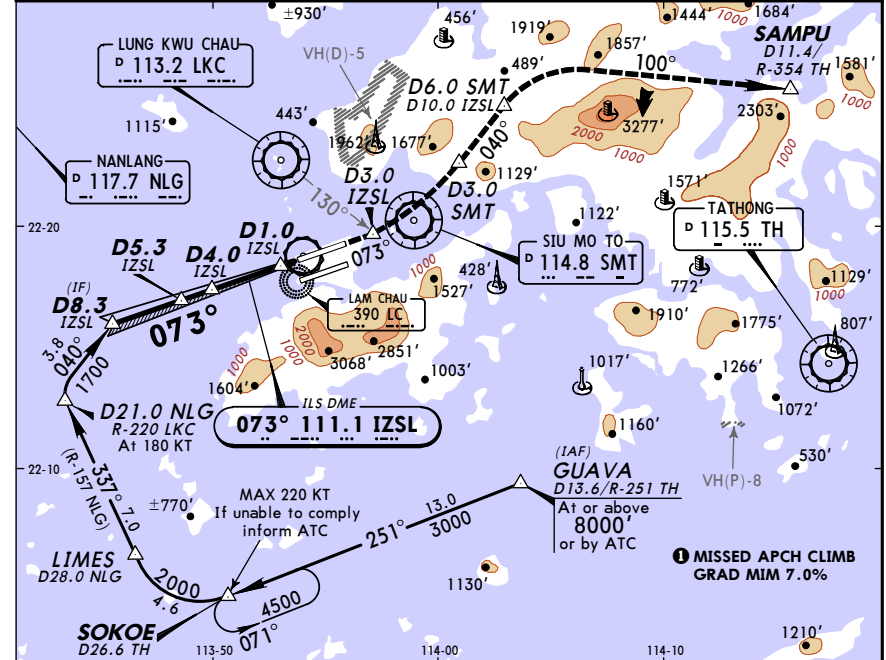 ±930'
456'
1919'
1444'
1684'
1000
SAMPU
D11.4/
R-354 TH
LUNG KWU CHAU
D 113.2 LKC
VH(D)-5
489'
1857'
100°
1581'
1000
D6.0 SMT
D10.0 IZSL
1115'
443'
1962'
1677'
040°
2000
3277'
1000
2303'
1000
NANLANG
D 117.7 NLG
D3.0
IZSL
1129'
D3.0
SMT
1571'
130°
TATHONG
D 115.5 TH
22-20
D5.3
IZSL
D4.0
IZSL
D1.0
IZSL
073°
1122'
SIU MO TO
D 114.8 SMT
1000
1527'
428'
772'
1129'
1000
(IF)
D8.3
IZSL
073°
LAM CHAU
390 LC
1910'
1775'
807'
2000
1000
1000
3068'
2851'
3.8
040°
1700
1604'
1003'
1017'
1266'
1072'
D21.0 NLG
R-220 LKC
At 180 KT
ILS DME
073° 111.1 IZSL
1160'
VH(P)-8
530'
22-10
337° 7.0
(R-157 NLG)
(IAF)
GUAVA
D13.6/R-251 TH
At or above
8000'
or by ATC
±770'
MAX 220 KT
If unable to comply
inform ATC
251°
13.0
3000
LIMES
D28.0 NLG
2000
4.6
1130'
1 MISSED APCH CLIMB
GRAD MIM 7.0%
4500
071°
SOKOE
D26.6 TH
1210'
113-50
114-00
114-10